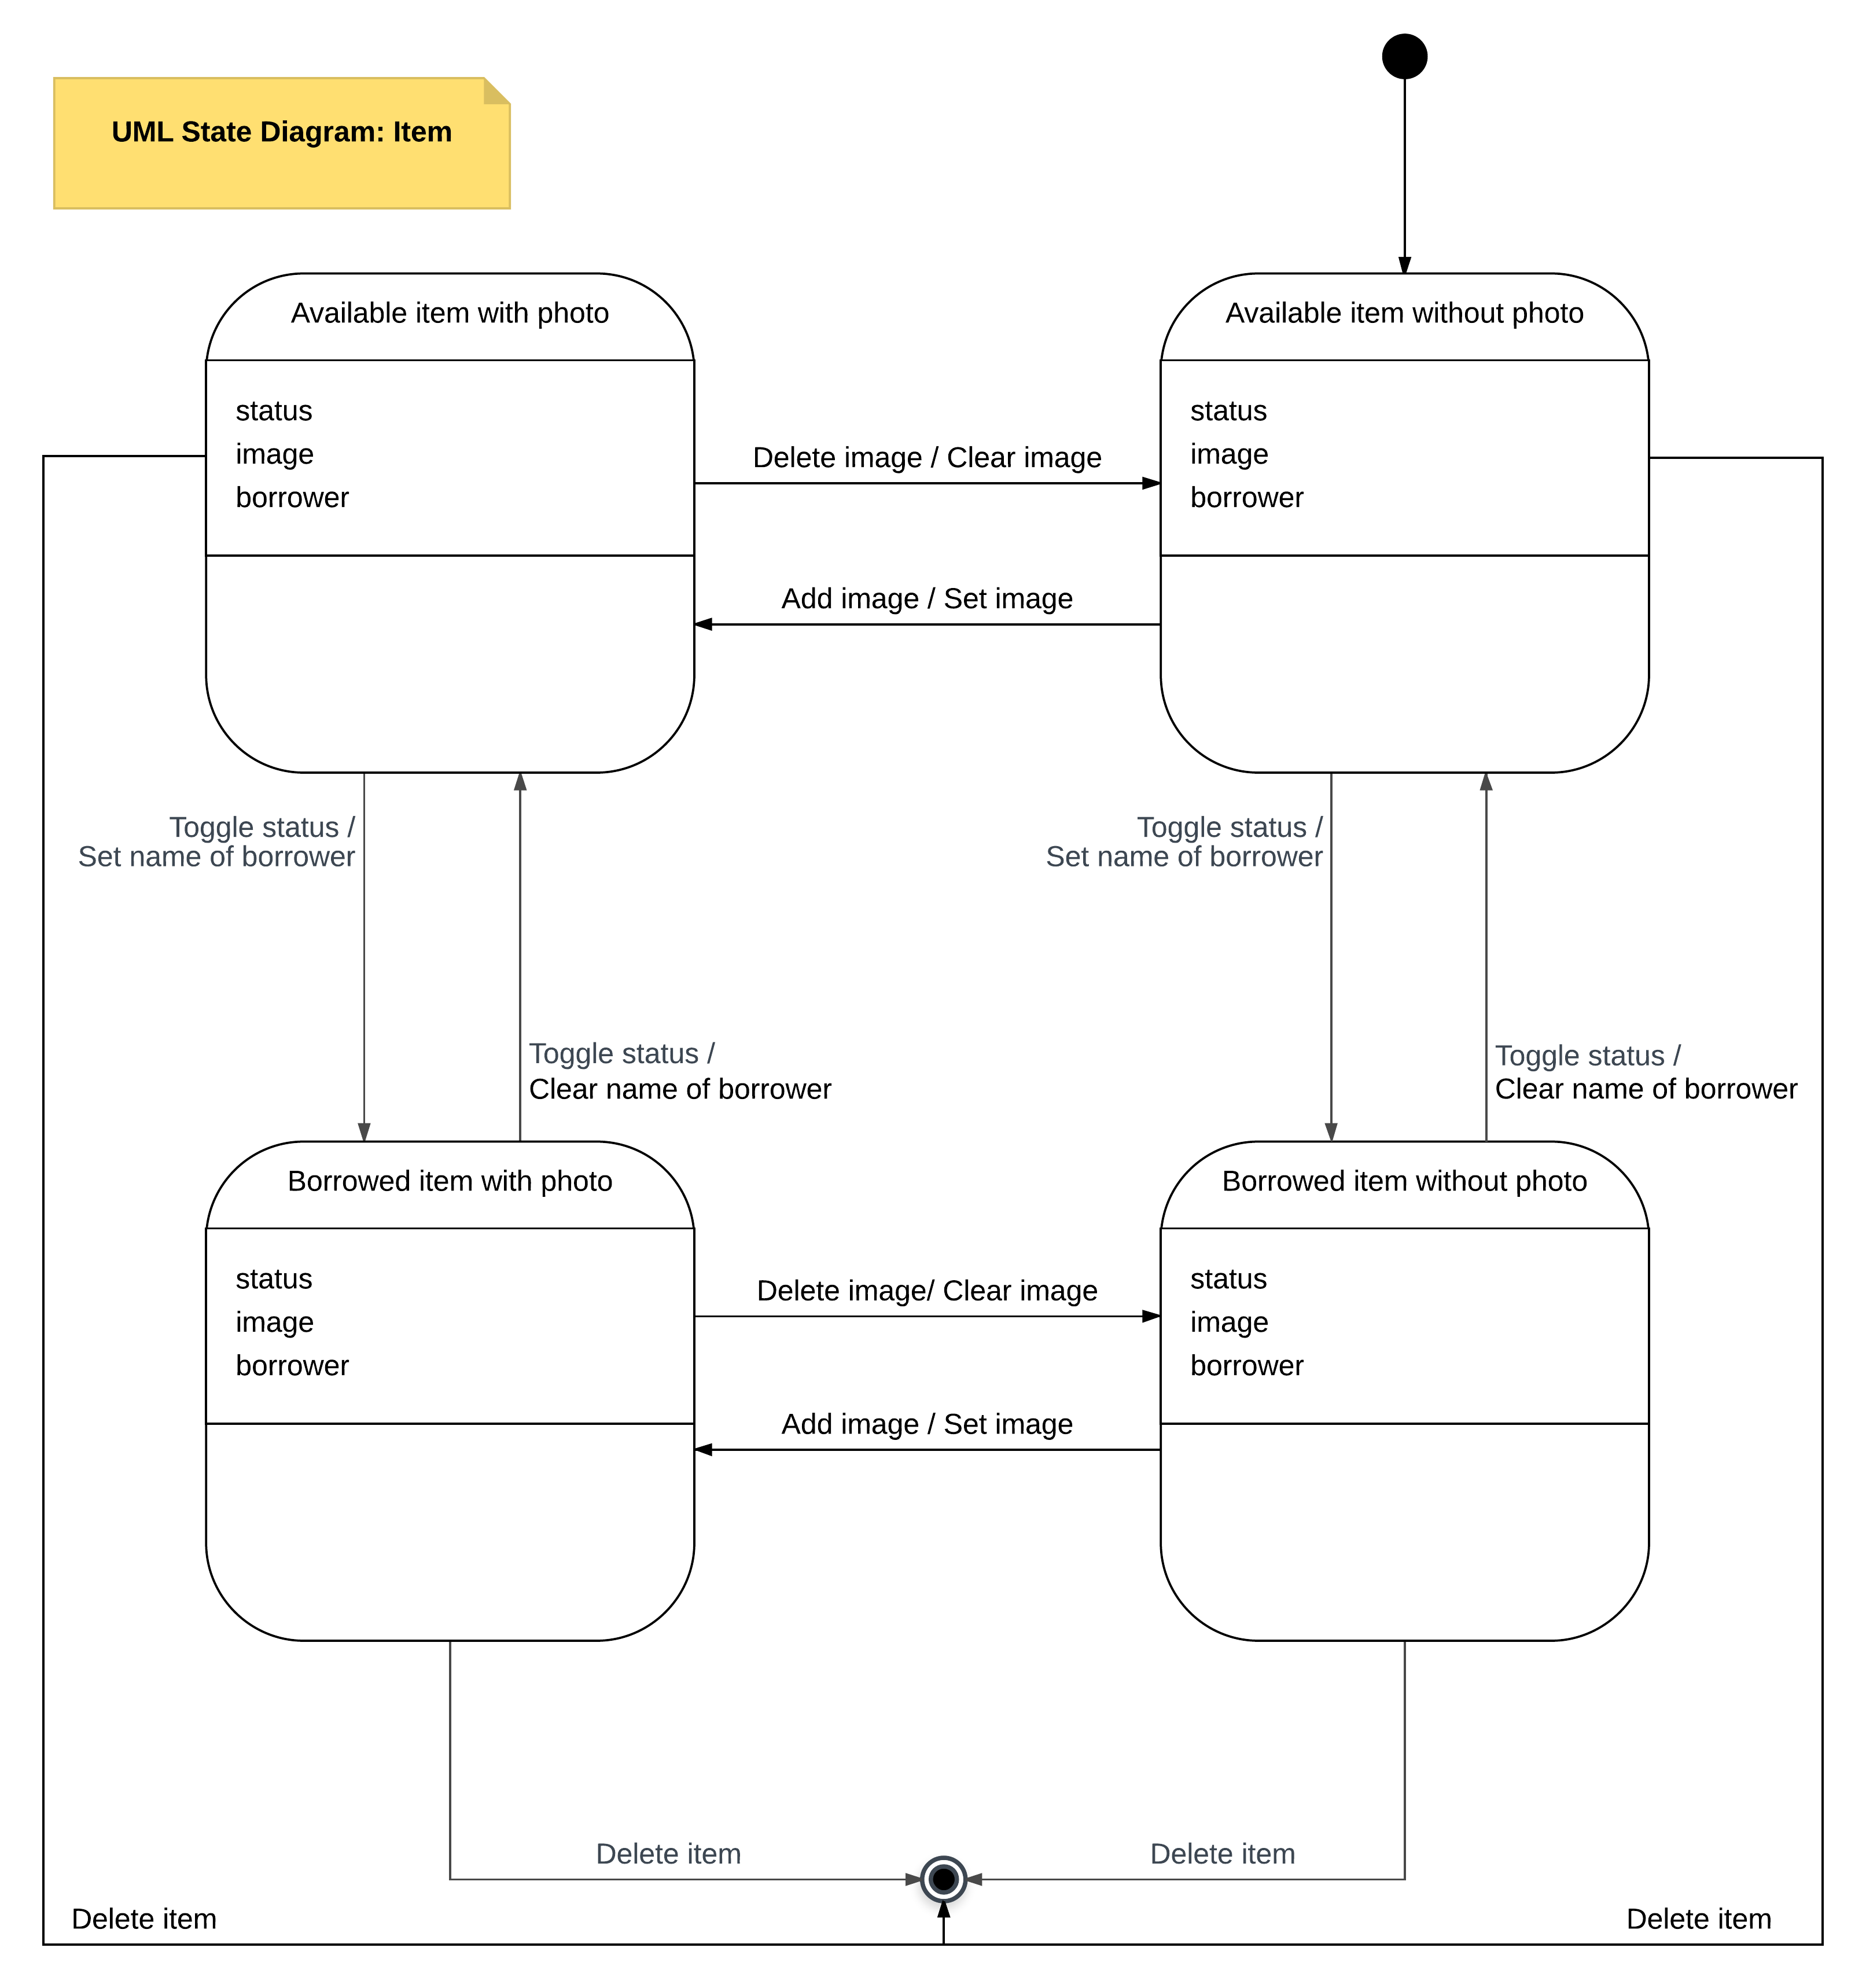 UML State Diagram: Item
Available item with photo
status
image
borrower
Delete image / Clear image
Add image / Set image
Available item without photo
status
image
borrower
Toggle status /
Set name of borrower
Toggle status /
Clear name of borrower
Toggle status /
Set name of borrower
Toggle status /
Clear name of borrower
Borrowed item with photo
status
image
borrower
Delete image/ Clear image
Add image / Set image
Borrowed item without photo
status
image
borrower
Delete item
Delete item
Delete item
Delete item